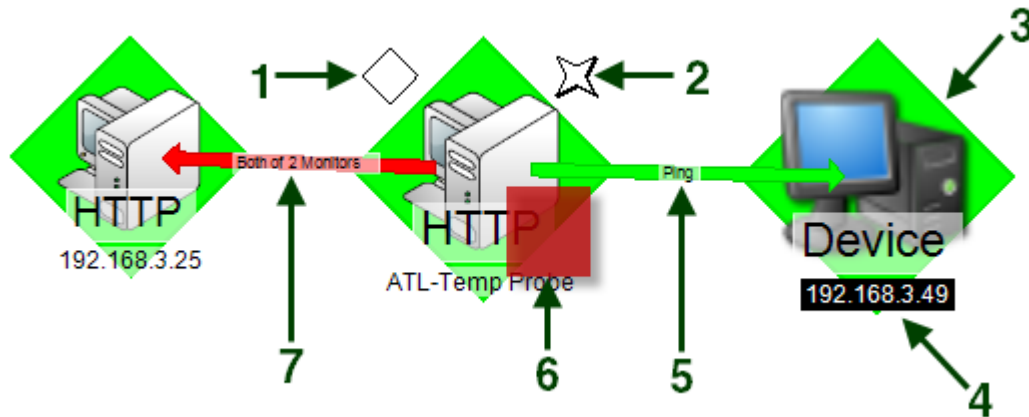 3
1
2
Both of 2 Monitors
Ping
HTTP
192.168.3.25
HTTP
ATL-Temp Probe
Device
192.168.3.49
7
6
5
4